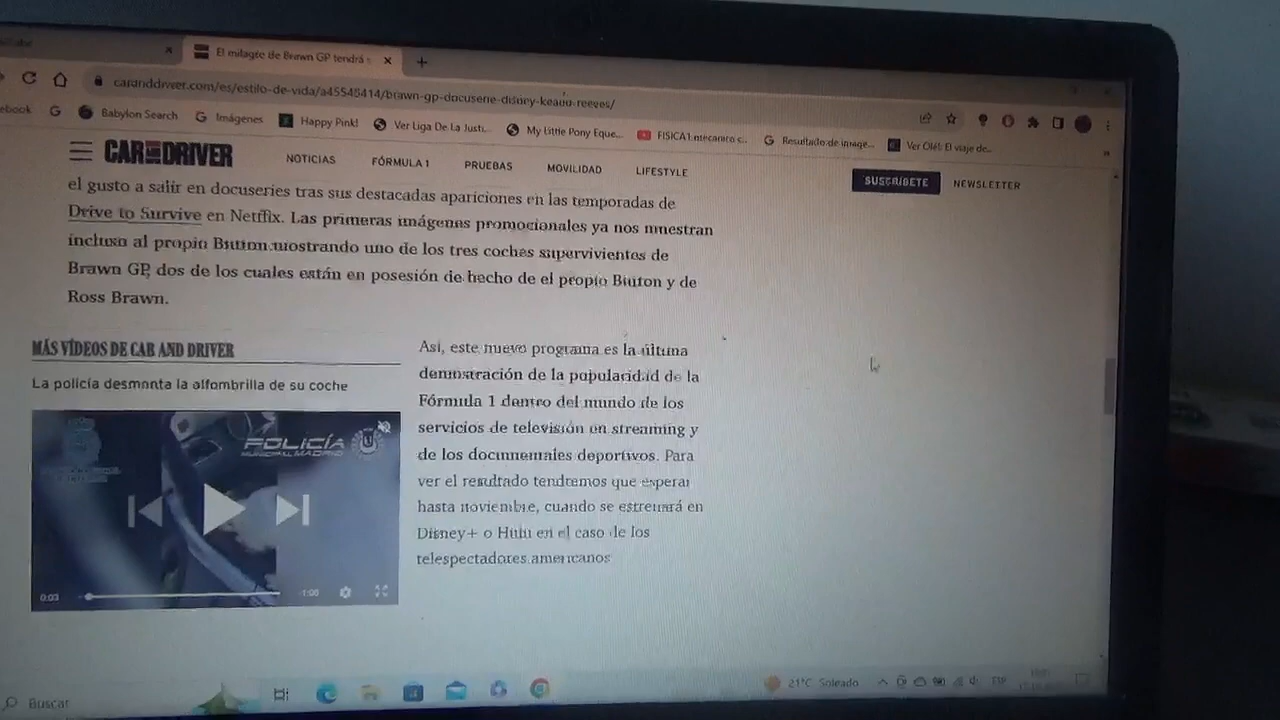 El milagro de Brawn GP tendrá s
caranddriver.com/es/estilo-de-vida/a45545414/brawn-gp-docuserie-disney-keanu-reeves/
ebook
Babylon Search
Imágenes
Happy Pink!
Ver Liga De La Justi...
My Little Pony Eque...
FISICA1 mecanica c...
Resultado de image...
Ver Olé! El viaje de...
CAR AND DRIVER
NOTICIAS
FÓRMULA 1
PRUEBAS
MOVILIDAD
LIFESTYLE
SUSCRÍBETE
NEWSLETTER
el gusto a salir en docuseries tras sus destacadas apariciones en las temporadas de
Drive to Survive en Netflix. Las primeras imágenes promocionales ya nos muestran
incluso al propio Button mostrando uno de los tres coches supervivientes de
Brawn GP, dos de los cuales están en posesión de hecho de el propio Button y de
Ross Brawn.
MÁS VÍDEOS DE CAR AND DRIVER
La policía desmonta la alfombrilla de su coche
POLICÍA
MUNICIPAL MADRID
0:03
-1:06
Así, este nuevo programa es la última
demostración de la popularidad de la
Fórmula 1 dentro del mundo de los
servicios de televisión en streaming y
de los documentales deportivos. Para
ver el resultado tendremos que esperar
hasta noviembre, cuando se estrenará en
Disney+ o Hulu en el caso de los
telespectadores americanos
Buscar
21°C Soleado
ESP